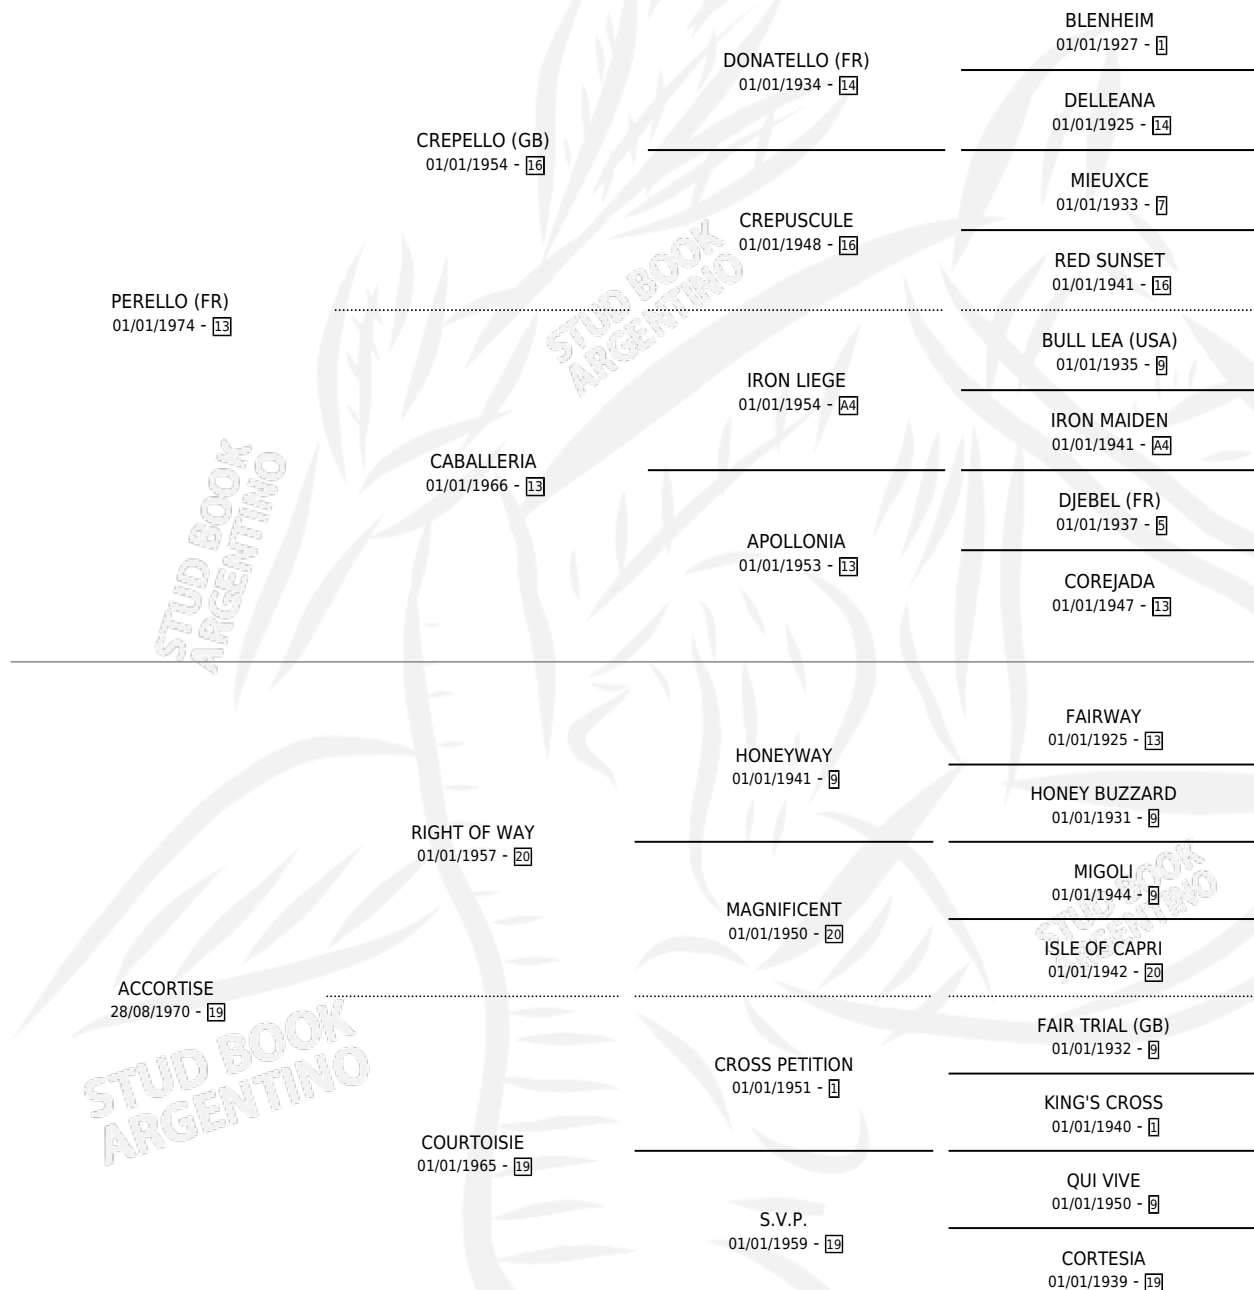 BLENHEIM
01/01/1927 - 1
DONATELLO (FR)
01/01/1934 - 14
DELLEANA
01/01/1925 - 14
CREPELLO (GB)
01/01/1954 - 16
MIEUXCE
01/01/1933 - 7
CREPUSCULE
01/01/1948 - 16
RED SUNSET
01/01/1941 - 16
PERELLO (FR)
01/01/1974 - 13
STUD BOOK
ARGENTINO
BULL LEA (USA)
01/01/1935 - 9
IRON LIEGE
01/01/1954 - A4
IRON MAIDEN
01/01/1941 - A4
CABALLERIA
01/01/1966 - 13
DJEBEL (FR)
01/01/1937 - 5
APOLLONIA
01/01/1953 - 13
COREJADA
01/01/1947 - 13
STUD BOOK
ARGENTINO
FAIRWAY
01/01/1925 - 13
HONEYWAY
01/01/1941 - 9
HONEY BUZZARD
01/01/1931 - 9
RIGHT OF WAY
01/01/1957 - 20
MIGOLI
01/01/1944 - 9
MAGNIFICENT
01/01/1950 - 20
STUD BOOK
ARGENTINO
ISLE OF CAPRI
01/01/1942 - 20
ACCORTISE
28/08/1970 - 19
FAIR TRIAL (GB)
01/01/1932 - 9
CROSS PETITION
01/01/1951 - 1
STUD BOOK
ARGENTINO
KING'S CROSS
01/01/1940 - 1
COURTOISIE
01/01/1965 - 19
QUI VIVE
01/01/1950 - 9
S.V.P.
01/01/1959 - 19
CORTESIA
01/01/1939 - 19